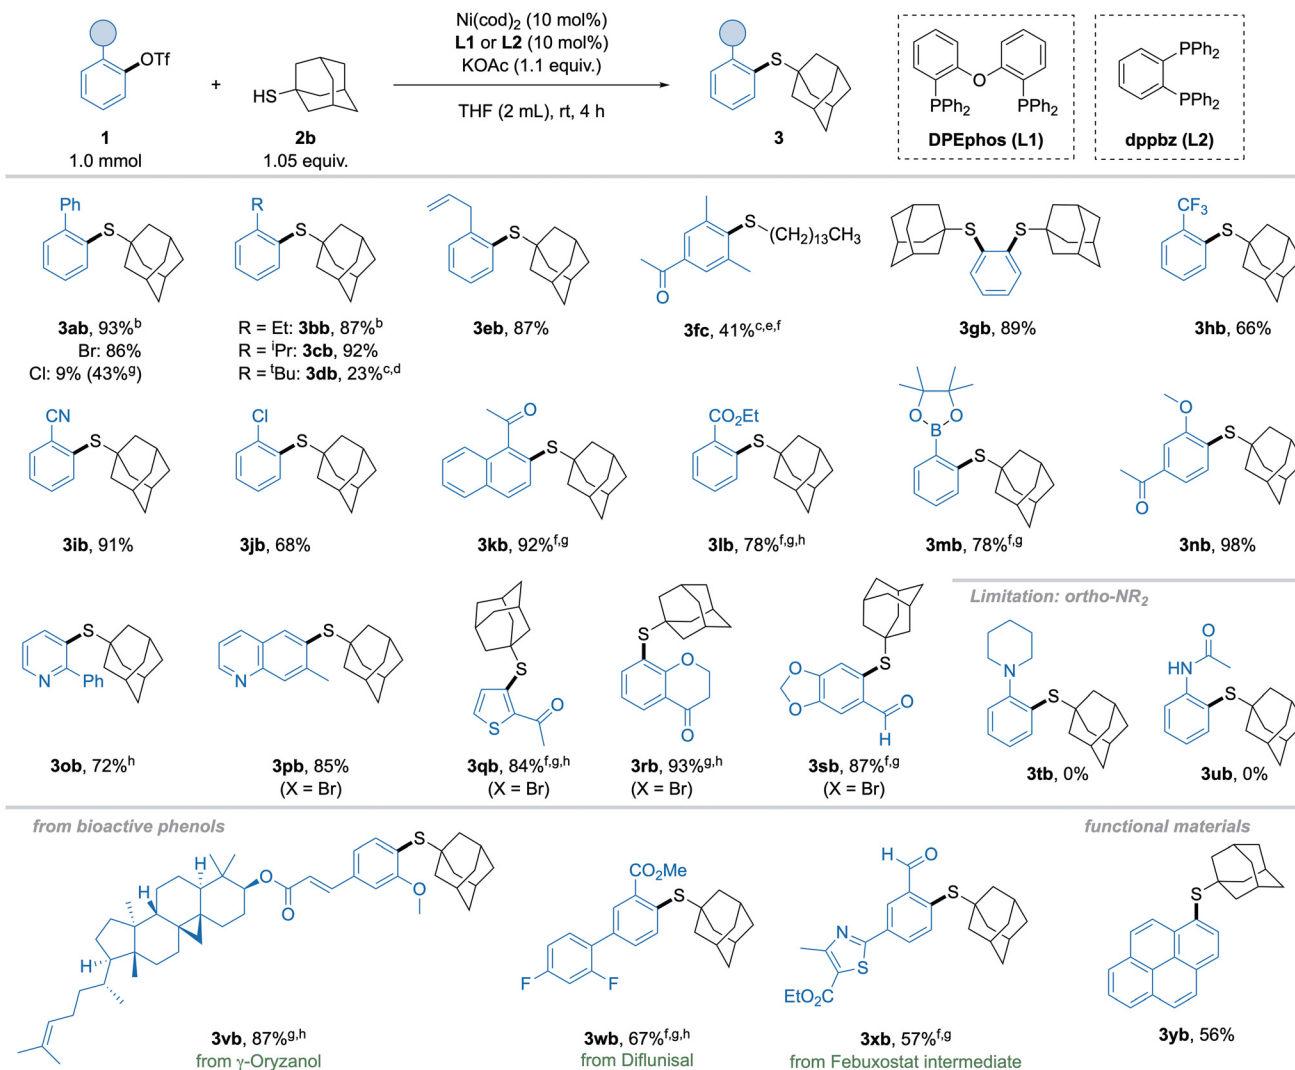 OTf
1
1.0 mmol
+
HS
2b
1.05 equiv.
Ni(cod)2 (10 mol%)
L1 or L2 (10 mol%)
KOAc (1.1 equiv.)
THF (2 mL), rt, 4 h
S
3
O
PPh2
PPh2
DPEphos (L1)
PPh2
PPh2
dppbz (L2)
Ph
S
3ab, 93%b
Br: 86%
Cl: 9% (43%g)
R
S
R = Et: 3bb, 87%b
R = iPr: 3cb, 92%
R = tBu: 3db, 23%c,d
S
3eb, 87%
S
(CH2)13CH3
O
3fc, 41%c,e,f
S
S
3gb, 89%
CF3
S
3hb, 66%
CN
S
3ib, 91%
Cl
S
3jb, 68%
O
S
3kb, 92%f,g
CO2Et
S
3lb, 78%f,g,h
O
O
B
S
3mb, 78%f,g
O
S
O
3nb, 98%
S
N
Ph
3ob, 72%h
S
N
3pb, 85%
(X = Br)
S
S
O
3qb, 84%f,g,h
(X = Br)
S
O
O
3rb, 93%g,h
(X = Br)
S
O
O
O
H
3sb, 87%f,g
(X = Br)
Limitation: ortho-NR2
N
S
3tb, 0%
O
HN
S
3ub, 0%
from bioactive phenols
H
H
H
O
O
S
O
3vb, 87%g,h
from γ-Oryzanol
CO2Me
S
F
F
3wb, 67%f,g,h
from Diflunisal
H
O
S
N
S
EtO2C
3xb, 57%f,g
from Febuxostat intermediate
functional materials
S
3yb, 56%